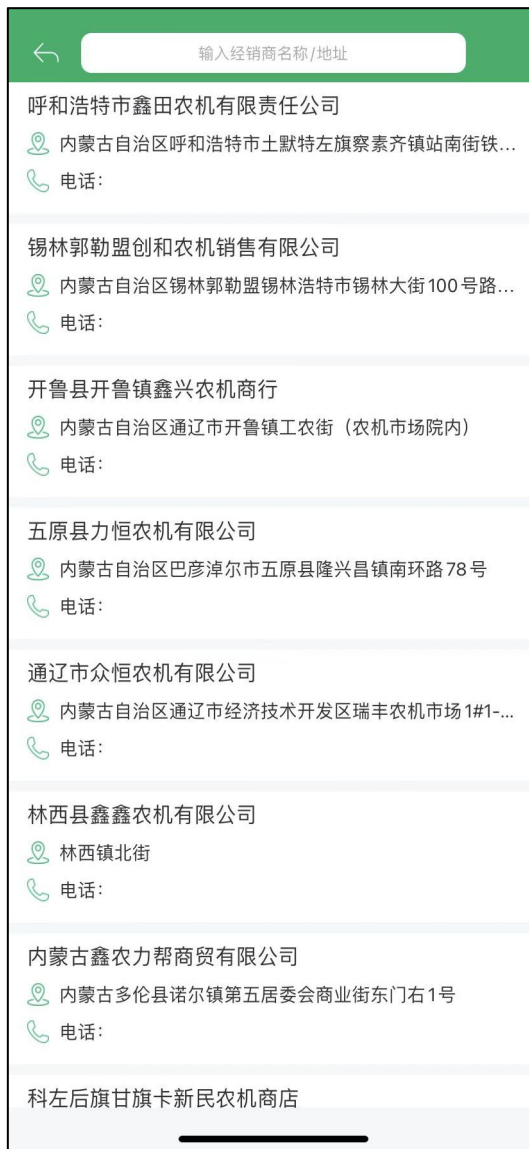 输入经销商名称/地址
呼和浩特市鑫田农机有限责任公司
内蒙古自治区呼和浩特市土默特左旗察素齐镇站南街铁...
电话:
锡林郭勒盟创和农机销售有限公司
内蒙古自治区锡林郭勒盟锡林浩特市锡林大街100号路...
电话:
开鲁县开鲁镇鑫兴农机商行
内蒙古自治区通辽市开鲁镇工农街（农机市场院内）
电话:
五原县力恒农机有限公司
内蒙古自治区巴彦淖尔市五原县隆兴昌镇南环路78号
电话:
通辽市众恒农机有限公司
内蒙古自治区通辽市经济技术开发区瑞丰农机市场1#1-...
电话:
林西县鑫鑫农机有限公司
林西镇北街
电话:
内蒙古鑫农力帮商贸有限公司
内蒙古多伦县诺尔镇第五居委会商业街东门右1号
电话:
科左后旗甘旗卡新民农机商店